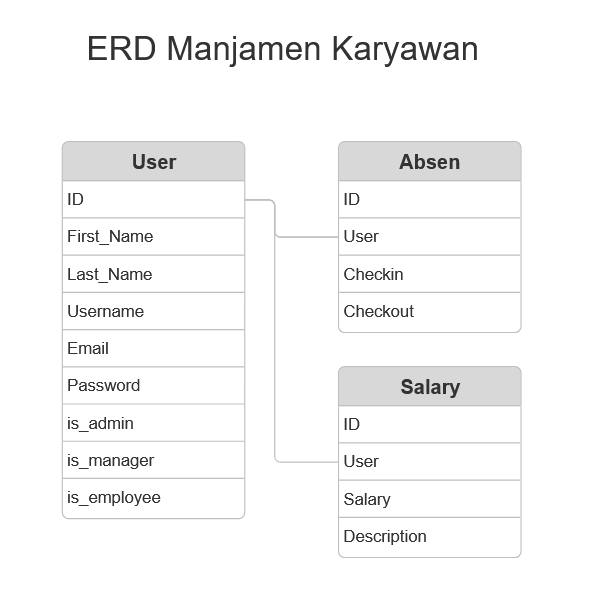 ERD Manjamen Karyawan
User
ID
First_Name
Last_Name
Username
Email
Password
is_admin
is_manager
is_employee
Absen
ID
User
Checkin
Checkout
Salary
ID
User
Salary
Description